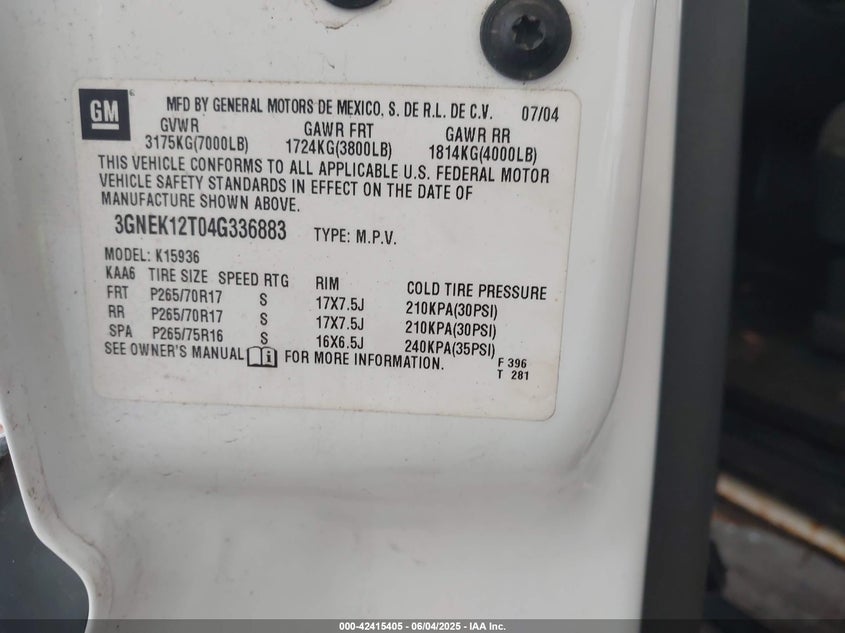 GM
MFD BY GENERAL MOTORS DE MEXICO, S. DE R.L. DE C.V. 07/04
GVWR GAWR FRT GAWR RR
3175KG(7000LB) 1724KG(3800LB) 1814KG(4000LB)
THIS VEHICLE CONFORMS TO ALL APPLICABLE U.S. FEDERAL MOTOR
VEHICLE SAFETY STANDARDS IN EFFECT ON THE DATE OF
MANUFACTURE SHOWN ABOVE.
3GNEK12T04G336883 TYPE: M.P.V.
MODEL: K15936
KAA6 TIRE SIZE SPEED RTG RIM COLD TIRE PRESSURE
FRT P265/70R17 S 17X7.5J 210KPA(30PSI)
RR P265/70R17 S 17X7.5J 210KPA(30PSI)
SPA P265/75R16 S 16X6.5J 240KPA(35PSI)
SEE OWNER'S MANUAL FOR MORE INFORMATION.
F 396
T 281
000-42415405 - 06/04/2025 - IAA Inc.